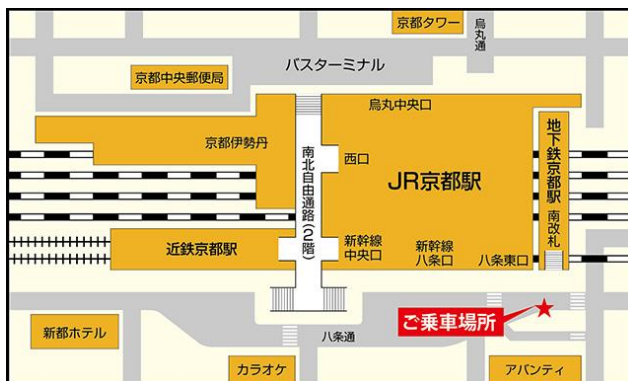 京都タワー
烏丸通
バスターミナル
京都中央郵便局
烏丸中央口
京都伊勢丹
南北自由通路(2階)
西口
JR京都駅
地下鉄京都駅
南改札
近鉄京都駅
新幹線
中央口
新幹線
八条口
八条東口
ご乗車場所
新都ホテル
八条通
カラオケ
アバンティ